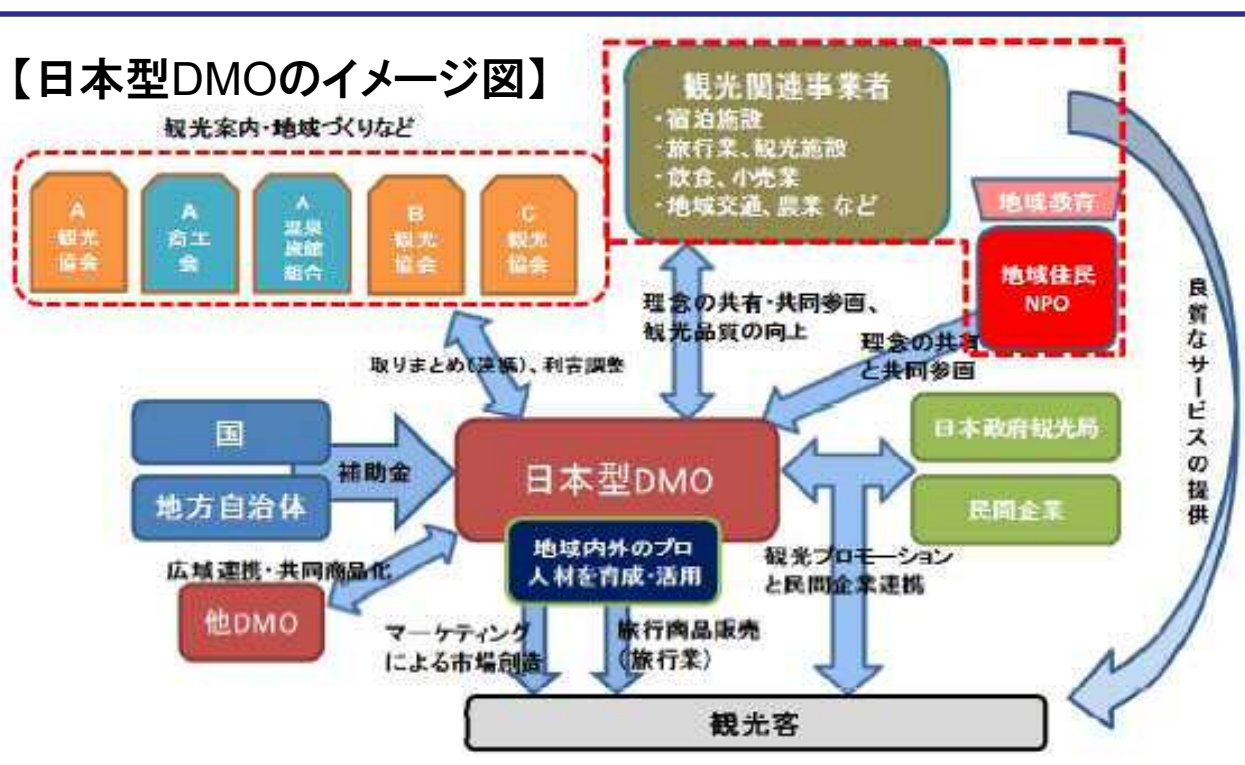 【日本型DMOのイメージ図】
観光案内・地域づくりなど
A
観光
協会
A
商工
会
A
温泉
旅館
組合
B
観光
協会
C
観光
協会
観光関連事業者
・宿泊施設
・旅行業、観光施設
・飲食、小売業
・地域交通、農業 など
地域教育
地域住民
NPO
良質なサービスの提供
理念の共有・共同参画、
観光品質の向上
理念の共有
と共同参画
取りまとめ(連携)、利害調整
国
地方自治体
補助金
日本型DMO
地域内外のプロ
人材を育成・活用
日本政府観光局
民間企業
広域連携・共同商品化
他DMO
マーケティング
による市場創造
旅行商品販売
(旅行業)
観光プロモーション
と民間企業連携
観光客